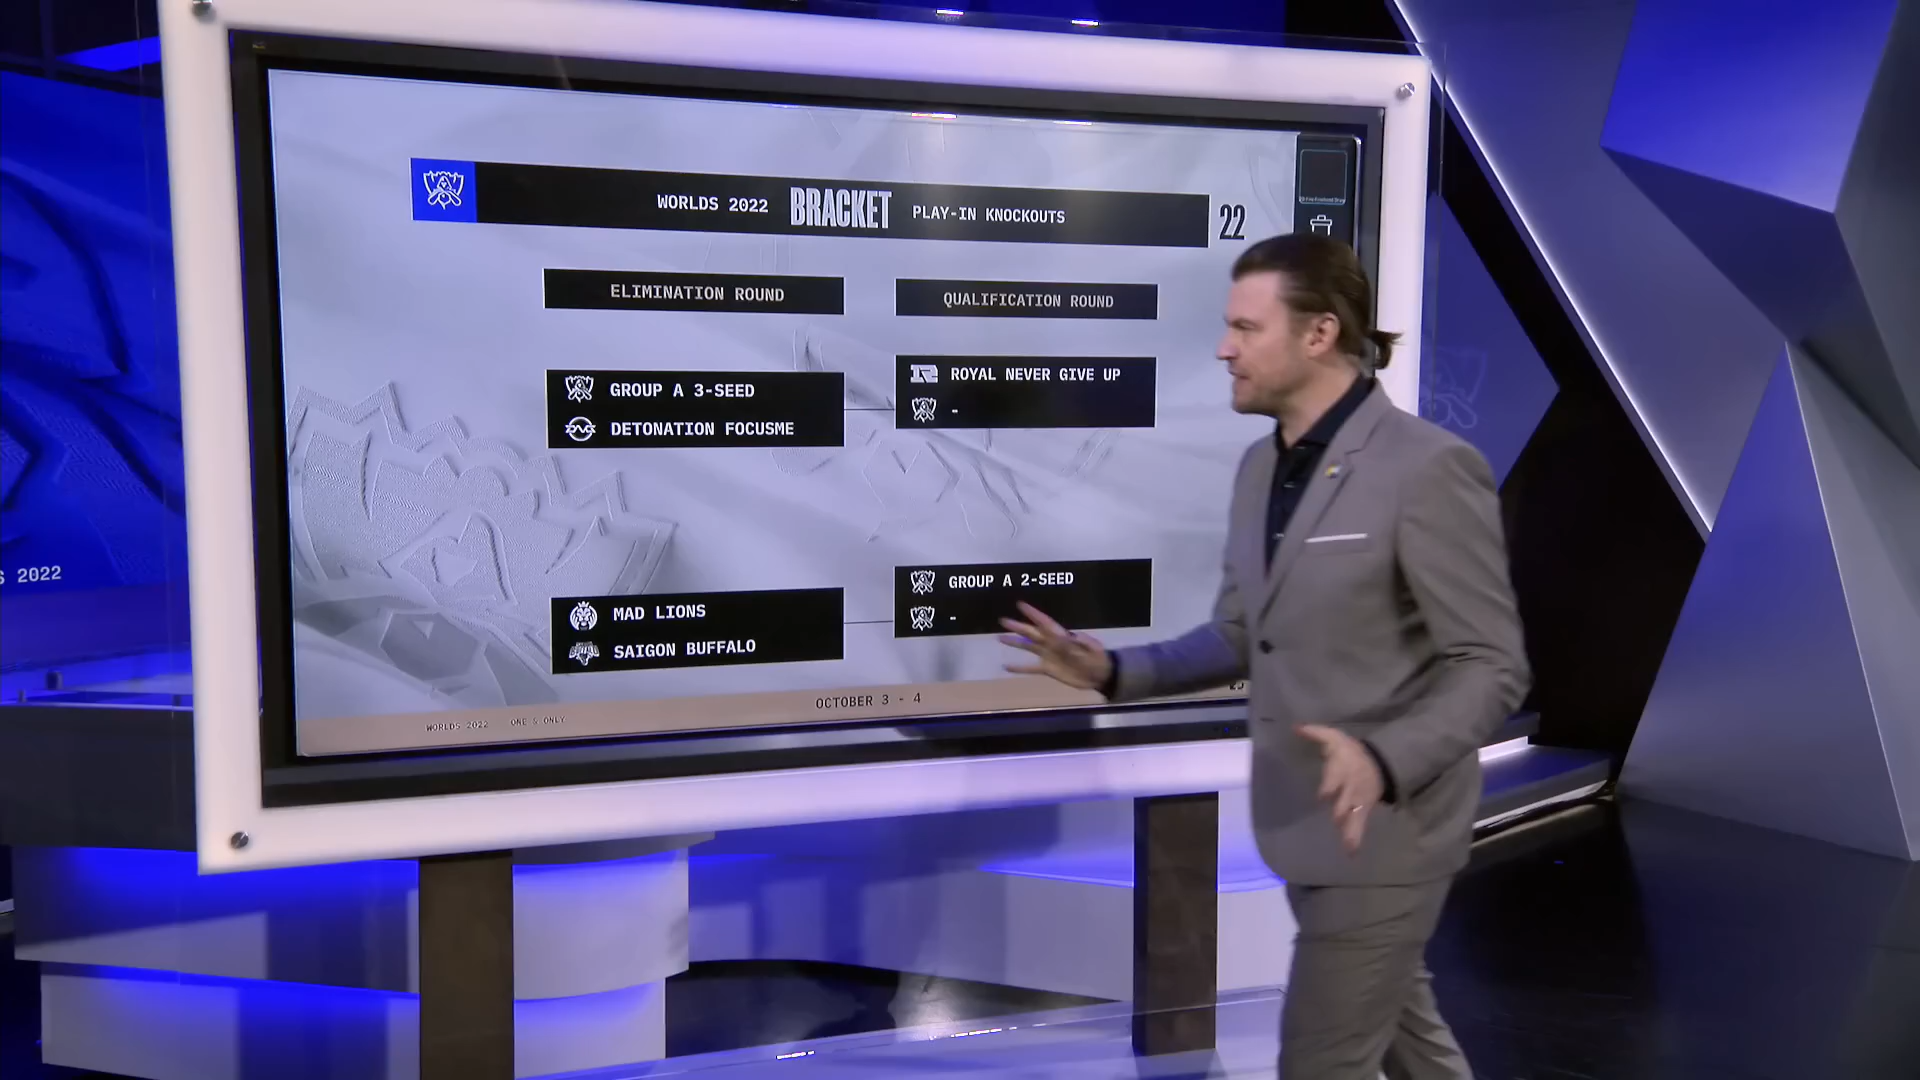 WORLDS 2022 BRACKET PLAY-IN KNOCKOUTS 22
ELIMINATION ROUND
QUALIFICATION ROUND
GROUP A 3-SEED
DETONATION FOCUSME
ROYAL NEVER GIVE UP
-
MAD LIONS
SAIGON BUFFALO
GROUP A 2-SEED
-
OCTOBER 3 - 4
WORLDS 2022 ONE & ONLY
S 2022